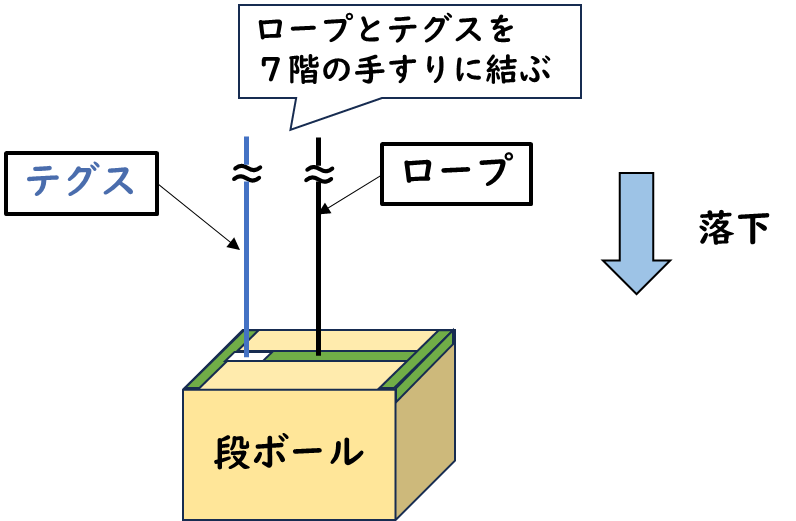 ロープとテグスを
７階の手すりに結ぶ
テグス
ロープ
落下
段ボール